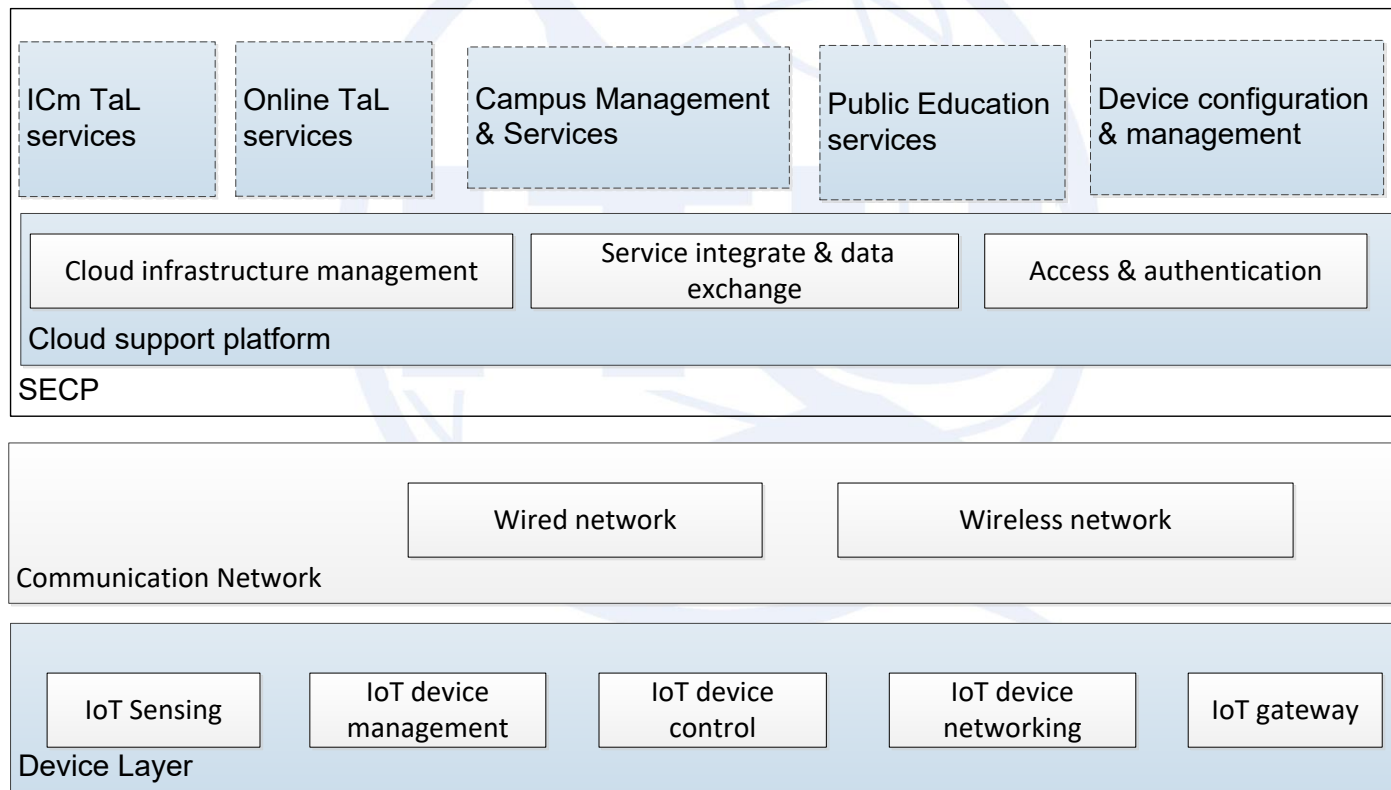 ICm TaL
services
Online TaL
services
Campus Management
& Services
Public Education
services
Device configuration
& management
Cloud infrastructure management
Service integrate & data
exchange
Access & authentication
Cloud support platform
SECP
Wired network
Wireless network
Communication Network
IoT Sensing
IoT device
management
IoT device
control
IoT device
networking
IoT gateway
Device Layer